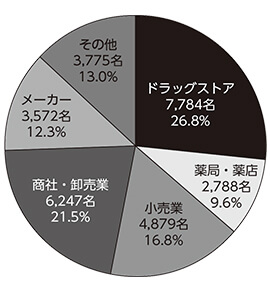 その他
3,775名
13.0%
ドラッグストア
7,784名
26.8%
メーカー
3,572名
12.3%
薬局・薬店
2,788名
9.6%
商社・卸売業
6,247名
21.5%
小売業
4,879名
16.8%